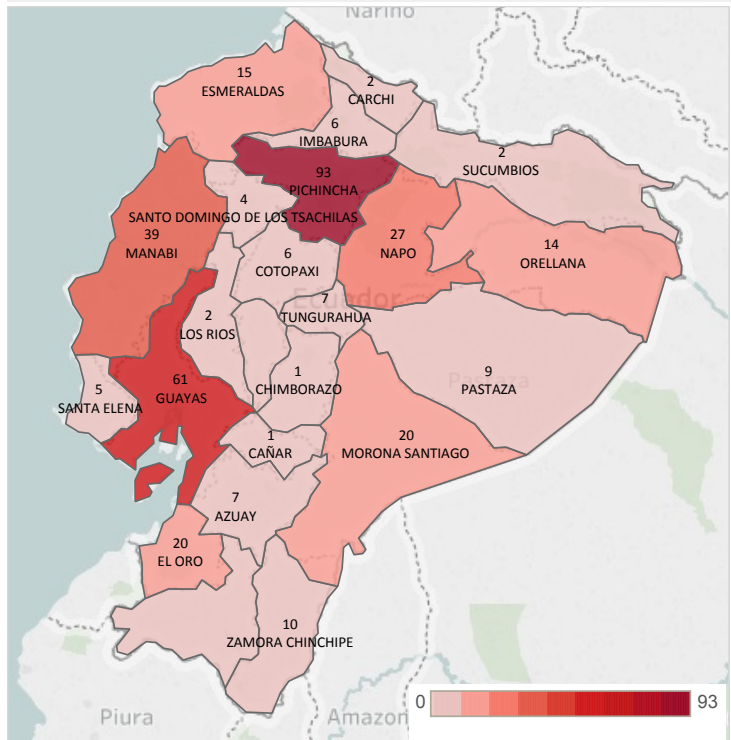 Nariño
15
ESMERALDAS
2
CARCHI
6
IMBABURA
2
SUCUMBIOS
93
PICHINCHA
4
SANTO DOMINGO DE LOS TSACHILAS
39
MANABI
27
NAPO
14
ORELLANA
6
COTOPAXI
Ecuador
7
TUNGURAHUA
2
LOS RIOS
1
CHIMBORAZO
Pastaza
9
PASTAZA
5
SANTA ELENA
61
GUAYAS
1
CAÑAR
20
MORONA SANTIAGO
7
AZUAY
20
EL ORO
10
ZAMORA CHINCHIPE
0 93
Piura
Amazon